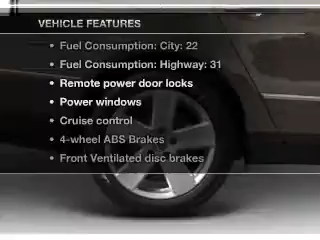 VEHICLE FEATURES
• Fuel Consumption: City: 22
• Fuel Consumption: Highway: 31
• Remote power door locks
• Power windows
• Cruise control
• 4-wheel ABS Brakes
• Front Ventilated disc brakes